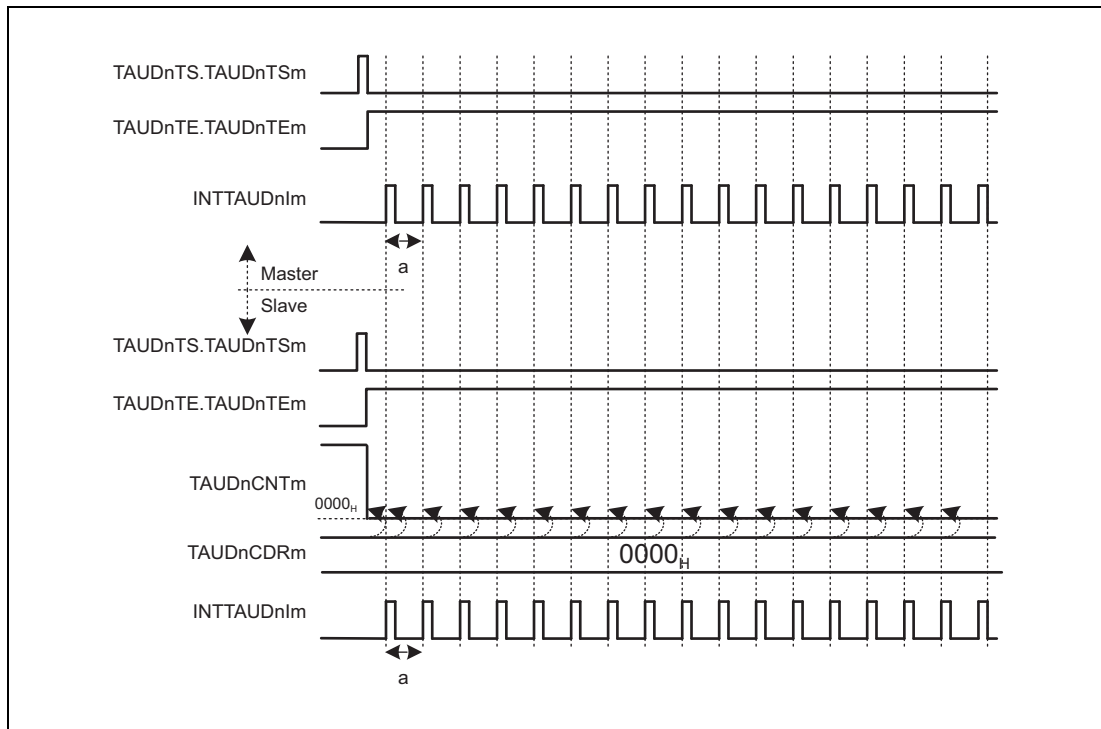 TAUDnTS.TAUDnTSm
TAUDnTE.TAUDnTEm
INTTAUDnIm
a
Master
Slave
TAUDnTS.TAUDnTSm
TAUDnTE.TAUDnTEm
TAUDnCNTm
0000H
TAUDnCDRm
0000H
INTTAUDnIm
a